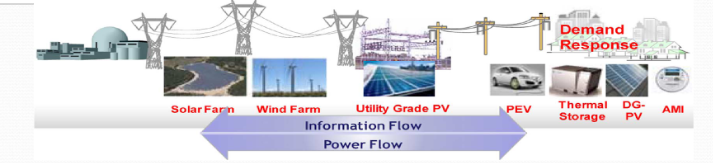 Demand
Response
Solar Farm
Wind Farm
Utility Grade PV
PEV
Thermal
Storage
DG-
PV
AMI
Information Flow
Power Flow